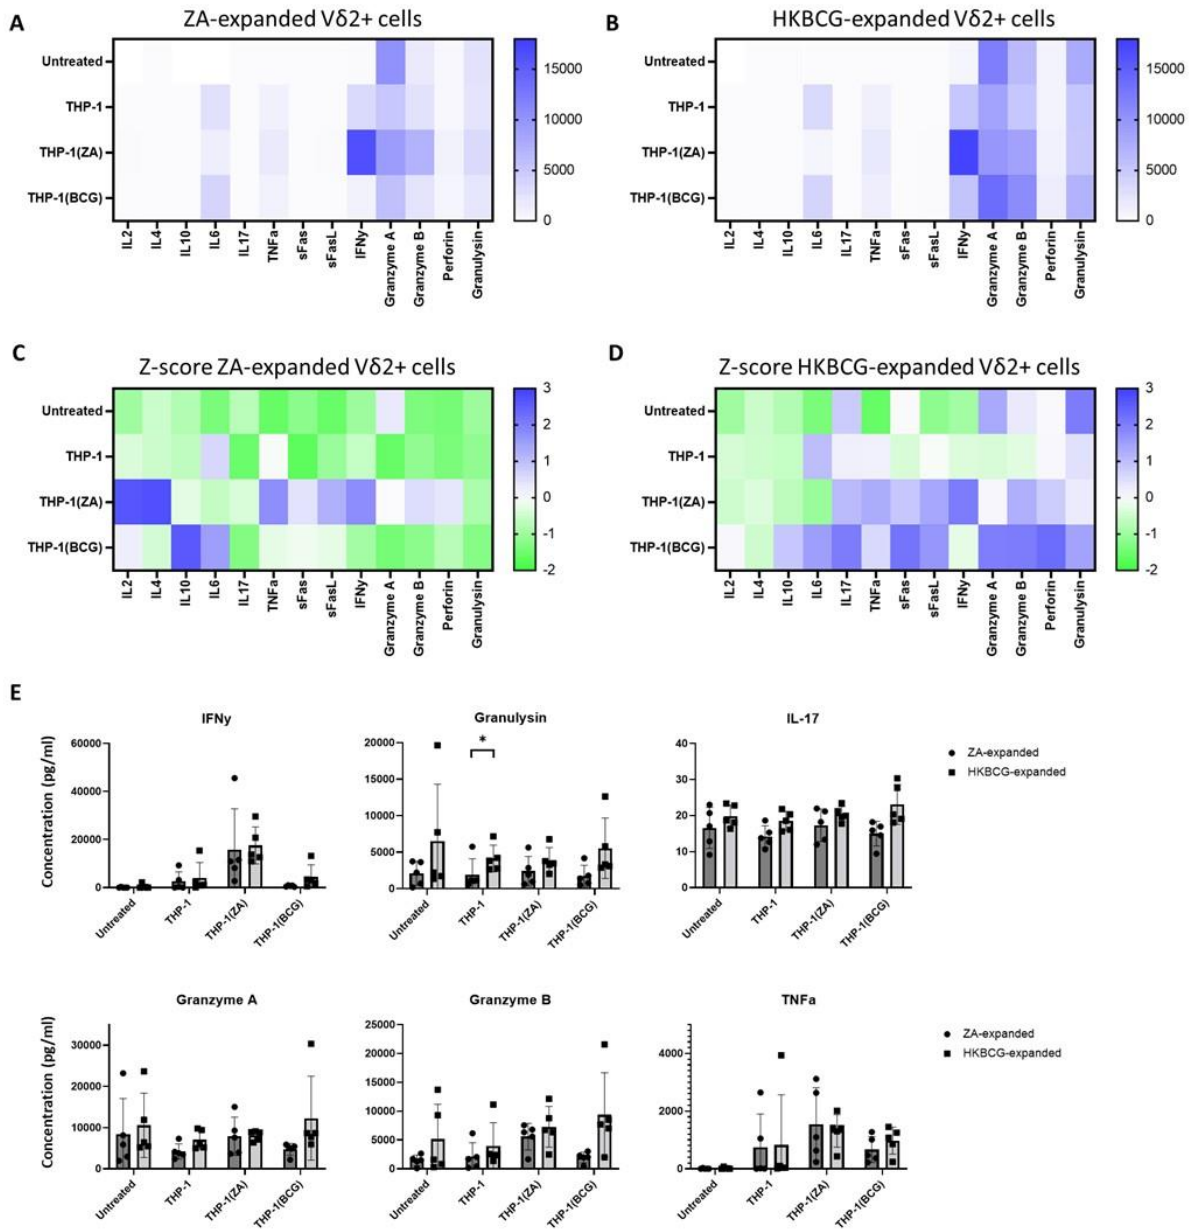 A
ZA-expanded Vδ2+ cells
Untreated
THP-1
THP-1(ZA)
THP-1(BCG)
15000
10000
5000
0
IL2
IL4
IL10
IL6
IL17
TNFa
sFas
sFasL
IFNy
Granzyme A
Granzyme B
Perforin
Granulysin
B
HKBCG-expanded Vδ2+ cells
Untreated
THP-1
THP-1(ZA)
THP-1(BCG)
15000
10000
5000
0
IL2
IL4
IL10
IL6
IL17
TNFa
sFas
sFasL
IFNy
Granzyme A
Granzyme B
Perforin
Granulysin
C
Z-score ZA-expanded Vδ2+ cells
Untreated
THP-1
THP-1(ZA)
THP-1(BCG)
3
2
1
0
-1
-2
IL2
IL4
IL10
IL6
IL17
TNFa
sFas
sFasL
IFNy
Granzyme A
Granzyme B
Perforin
Granulysin
D
Z-score HKBCG-expanded Vδ2+ cells
Untreated
THP-1
THP-1(ZA)
THP-1(BCG)
3
2
1
0
-1
-2
IL2
IL4
IL10
IL6
IL17
TNFa
sFas
sFasL
IFNy
Granzyme A
Granzyme B
Perforin
Granulysin
E
IFNy
Concentration (pg/ml)
60000
40000
20000
0
Untreated
THP-1
THP-1(ZA)
THP-1(BCG)
Granulysin
20000
15000
10000
5000
0
*
Untreated
THP-1
THP-1(ZA)
THP-1(BCG)
IL-17
40
30
20
10
0
Untreated
THP-1
THP-1(ZA)
THP-1(BCG)
ZA-expanded
HKBCG-expanded
Granzyme A
Concentration (pg/ml)
30000
20000
10000
0
Untreated
THP-1
THP-1(ZA)
THP-1(BCG)
Granzyme B
25000
20000
15000
10000
5000
0
Untreated
THP-1
THP-1(ZA)
THP-1(BCG)
TNFa
4000
2000
0
Untreated
THP-1
THP-1(ZA)
THP-1(BCG)
ZA-expanded
HKBCG-expanded